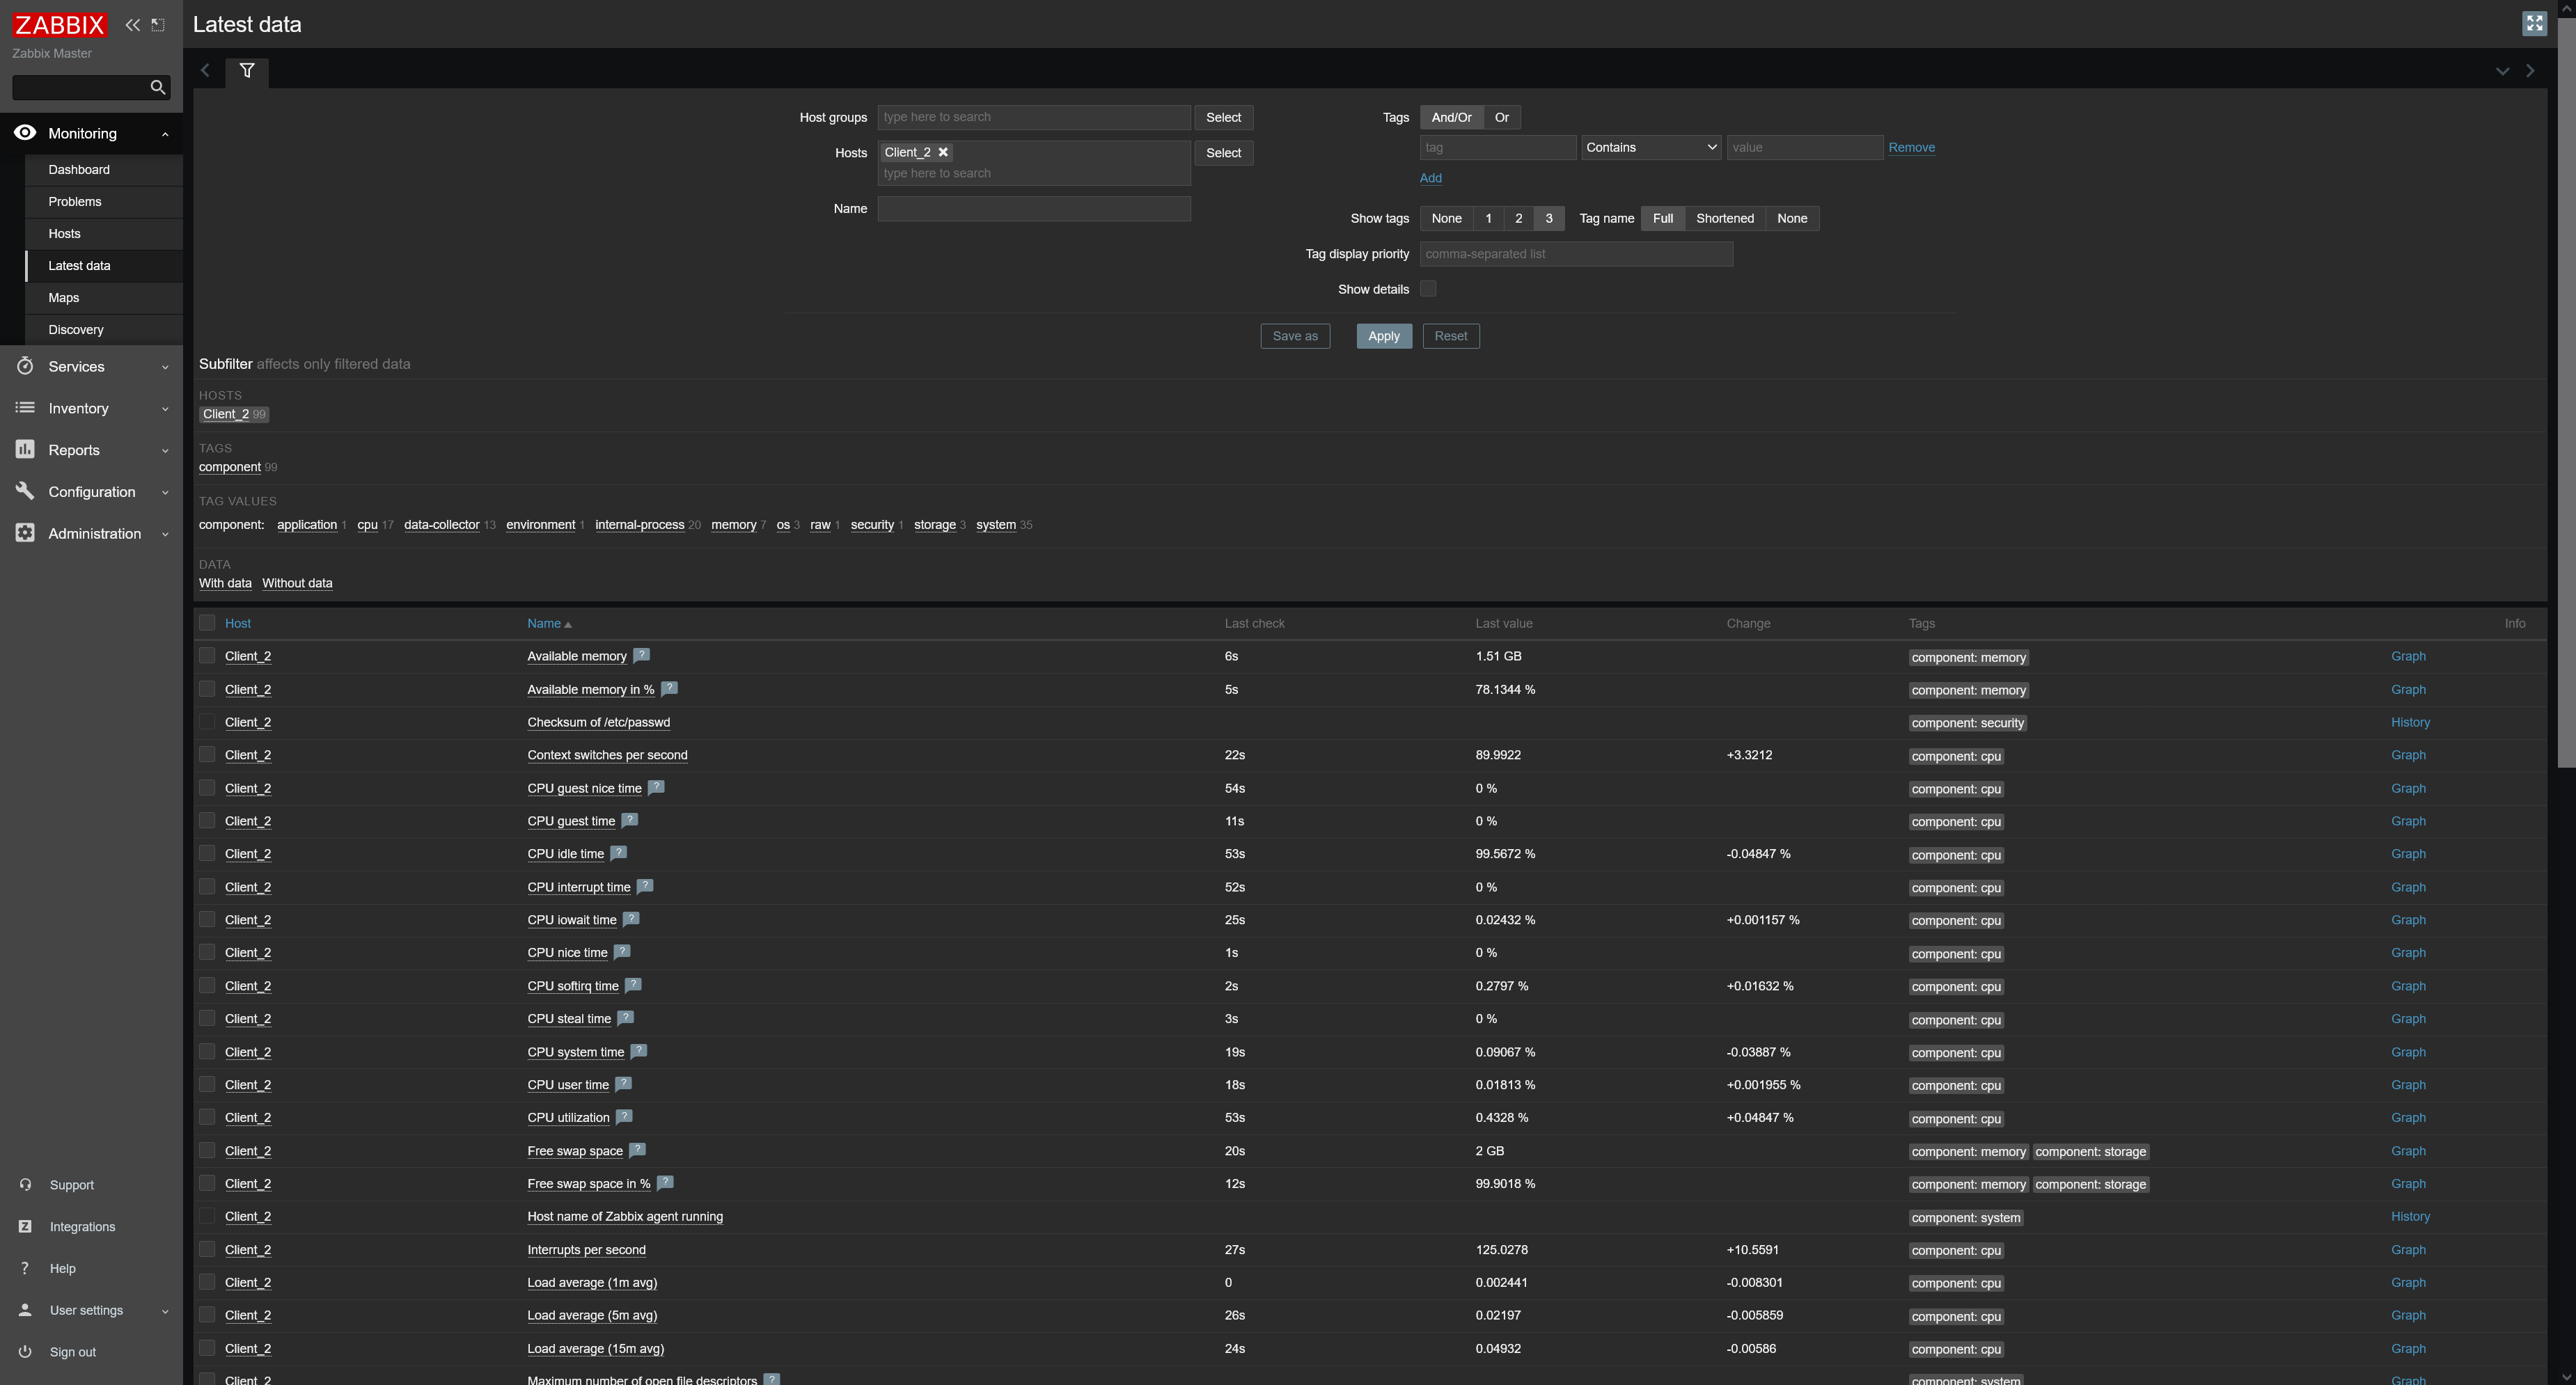 ZABBIX
Zabbix Master
Monitoring
Dashboard
Problems
Hosts
Latest data
Maps
Discovery
Services
Inventory
Reports
Configuration
Administration
Support
Integrations
Help
User settings
Sign out
Latest data
Host groups type here to search Select
Hosts Client_2 Select
type here to search
Name
Tags And/Or Or
tag Contains value Remove
Add
Show tags None 1 2 3 Tag name Full Shortened None
Tag display priority comma-separated list
Show details
Save as Apply Reset
Subfilter affects only filtered data
HOSTS
Client_2 99
TAGS
component 99
TAG VALUES
component: application 1 cpu 17 data-collector 13 environment 1 internal-process 20 memory 7 os 3 raw 1 security 1 storage 3 system 35
DATA
With data Without data
Host Name Last check Last value Change Tags Info
Client_2 Available memory ? 6s 1.51 GB component: memory Graph
Client_2 Available memory in % ? 5s 78.1344 % component: memory Graph
Client_2 Checksum of /etc/passwd component: security History
Client_2 Context switches per second 22s 89.9922 +3.3212 component: cpu Graph
Client_2 CPU guest nice time ? 54s 0 % component: cpu Graph
Client_2 CPU guest time ? 11s 0 % component: cpu Graph
Client_2 CPU idle time ? 53s 99.5672 % -0.04847 % component: cpu Graph
Client_2 CPU interrupt time ? 52s 0 % component: cpu Graph
Client_2 CPU iowait time ? 25s 0.02432 % +0.001157 % component: cpu Graph
Client_2 CPU nice time ? 1s 0 % component: cpu Graph
Client_2 CPU softirq time ? 2s 0.2797 % +0.01632 % component: cpu Graph
Client_2 CPU steal time ? 3s 0 % component: cpu Graph
Client_2 CPU system time ? 19s 0.09067 % -0.03887 % component: cpu Graph
Client_2 CPU user time ? 18s 0.01813 % +0.001955 % component: cpu Graph
Client_2 CPU utilization ? 53s 0.4328 % +0.04847 % component: cpu Graph
Client_2 Free swap space ? 20s 2 GB component: memory component: storage Graph
Client_2 Free swap space in % ? 12s 99.9018 % component: memory component: storage Graph
Client_2 Host name of Zabbix agent running component: system History
Client_2 Interrupts per second 27s 125.0278 +10.5591 component: cpu Graph
Client_2 Load average (1m avg) 0 0.002441 -0.008301 component: cpu Graph
Client_2 Load average (5m avg) 26s 0.02197 -0.005859 component: cpu Graph
Client_2 Load average (15m avg) 24s 0.04932 -0.00586 component: cpu Graph
Client_2 Maximum number of open file descriptors ? component: system Graph